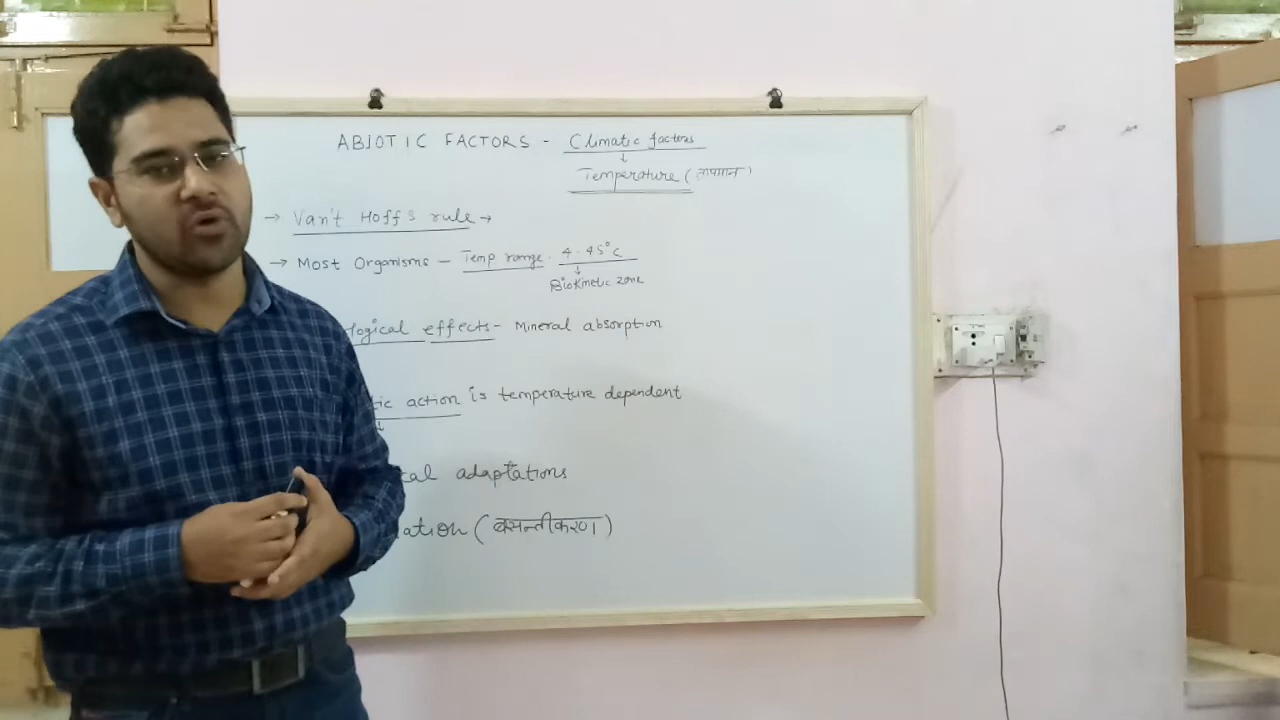 ABIOTIC FACTORS - Climatic factors
↓
Temperature (तापमान)
→ Van't Hoff's rule →
→ Most Organisms - Temp range. 4-45°C
↓
Biokinetic zone
logical effects - Mineral absorption
tic action is temperature dependent
↓
cal adaptations
ation (बसन्तीकरण)